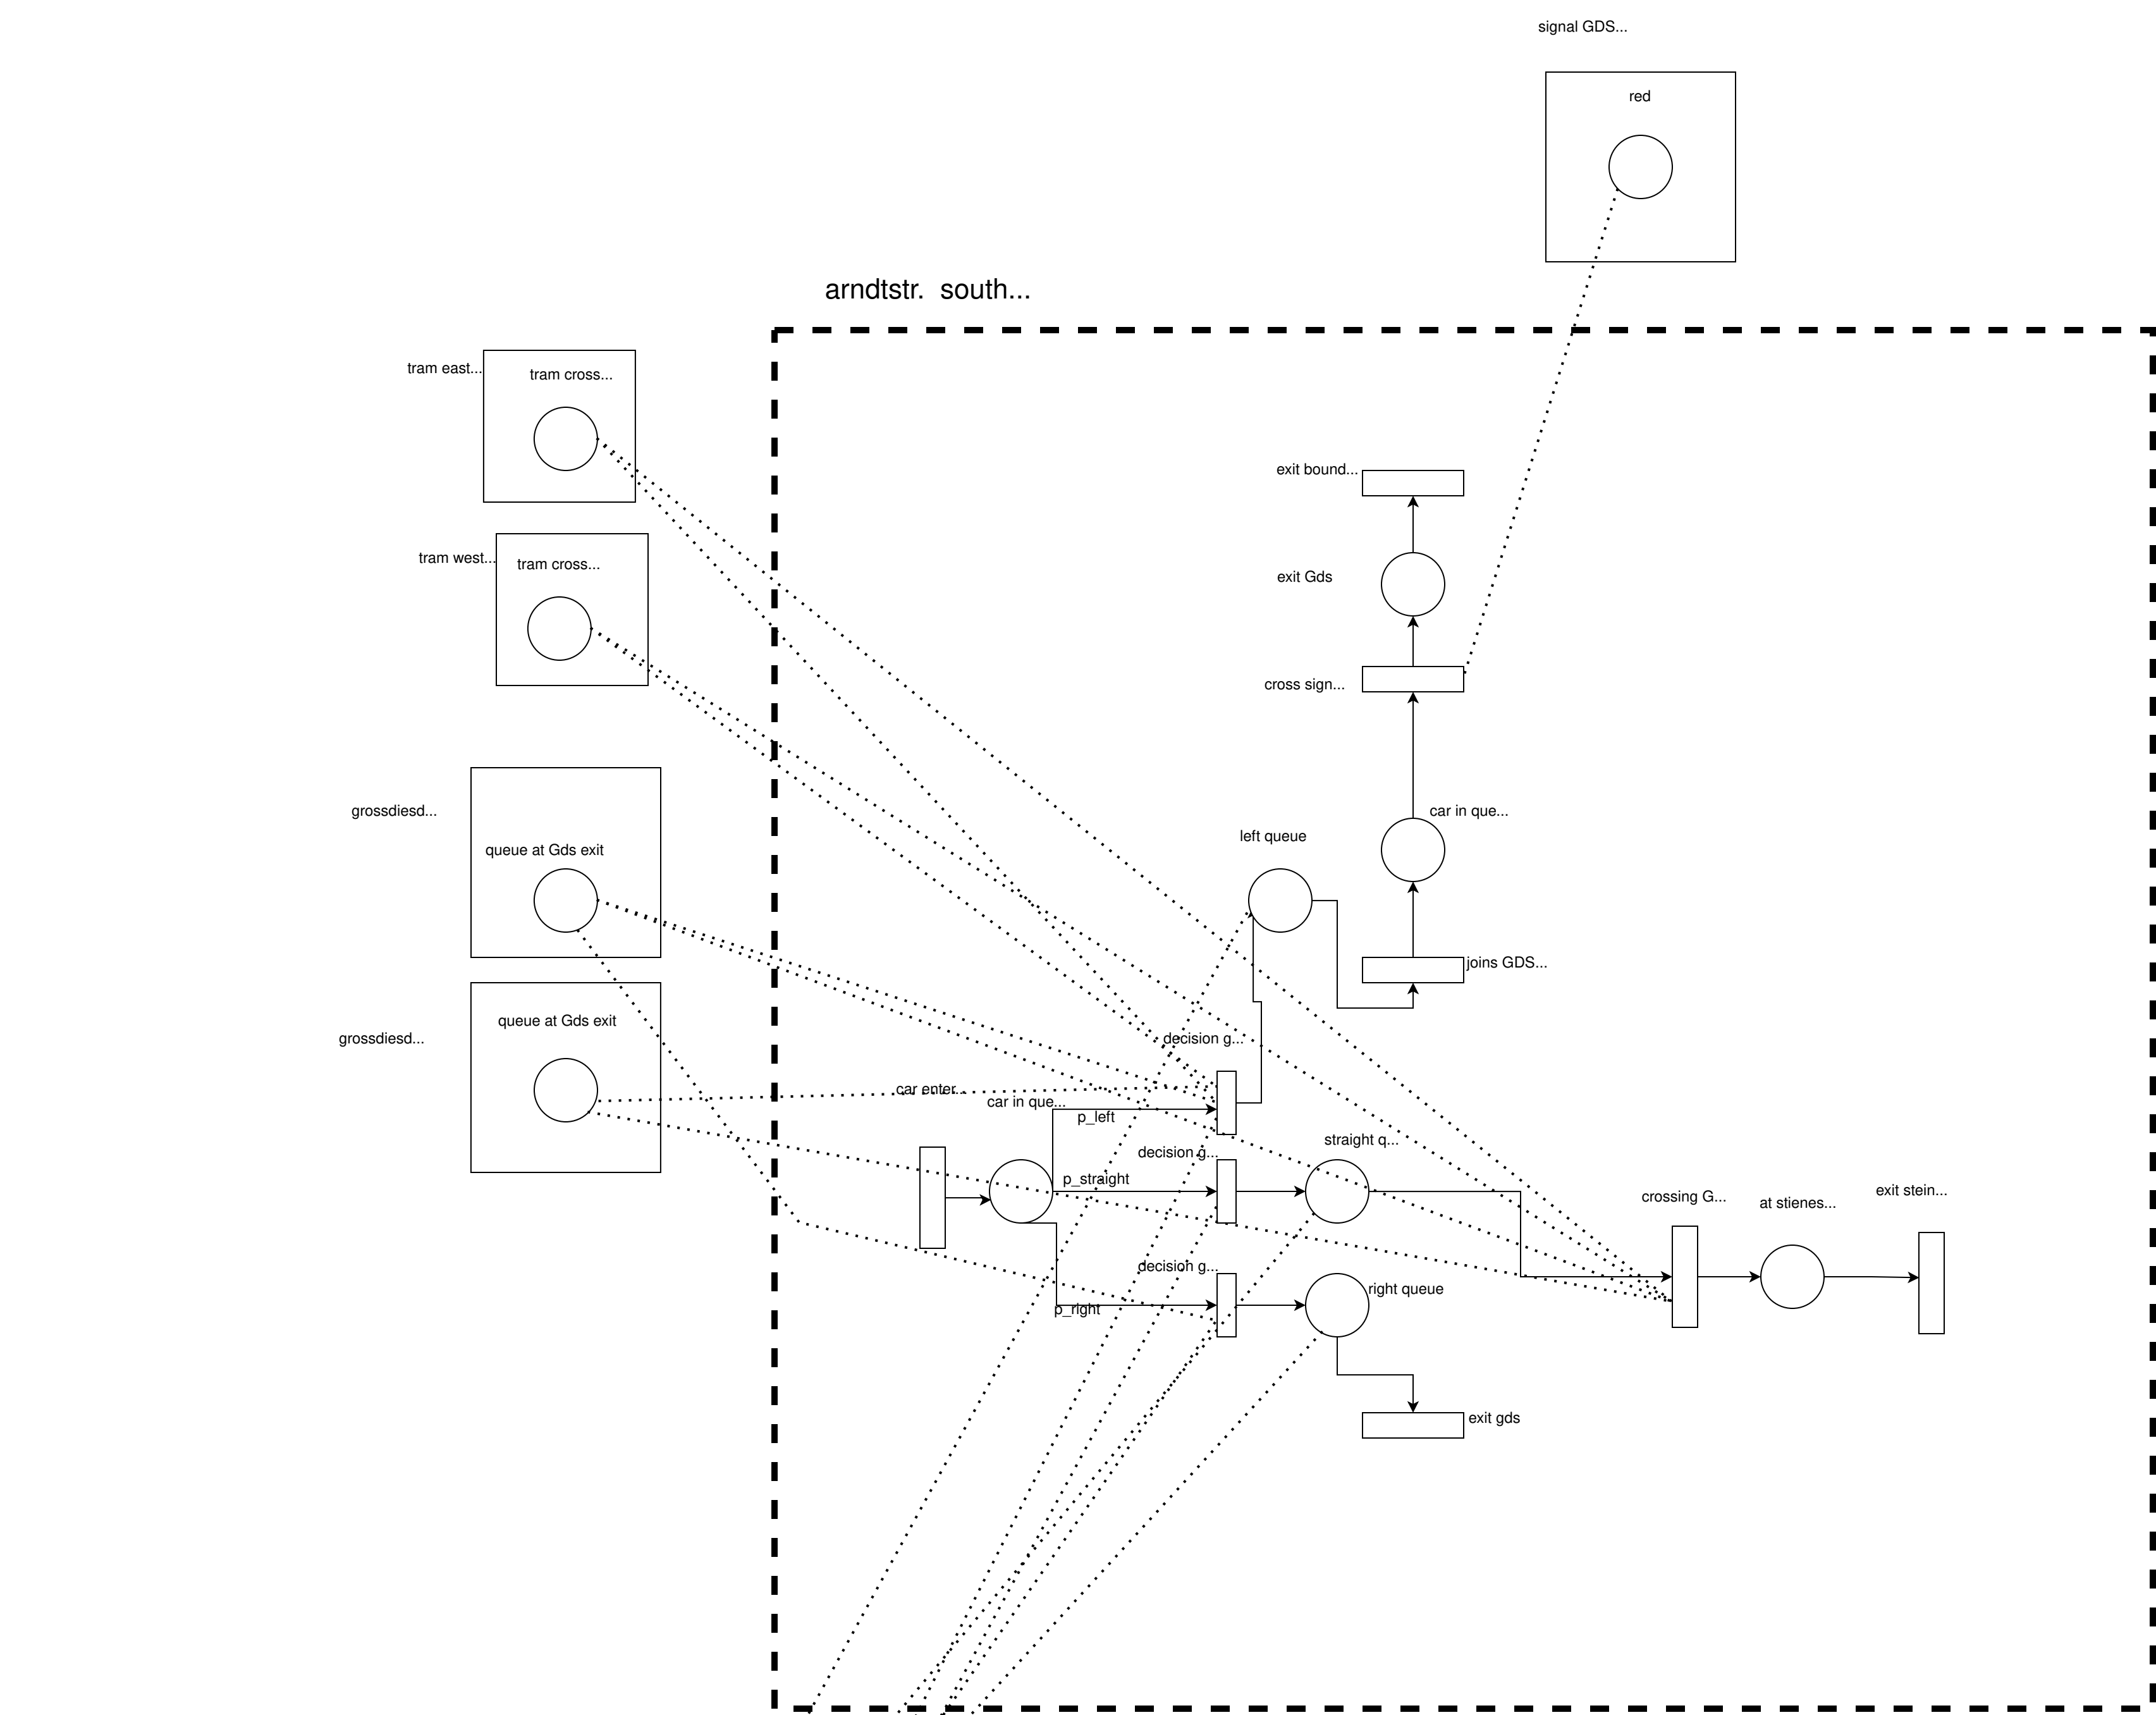 signal GDS...
red
arndtstr.  south...
tram east...
tram cross...
exit bound...
tram west...
tram cross...
exit Gds
cross sign...
grossdiesd...
car in que...
left queue
queue at Gds exit
joins GDS...
queue at Gds exit
grossdiesd...
decision g...
car enter...
car in que...
p_left
straight q...
decision g...
p_straight
crossing G...
at stienes...
exit stein...
decision g...
right queue
p_right
exit gds